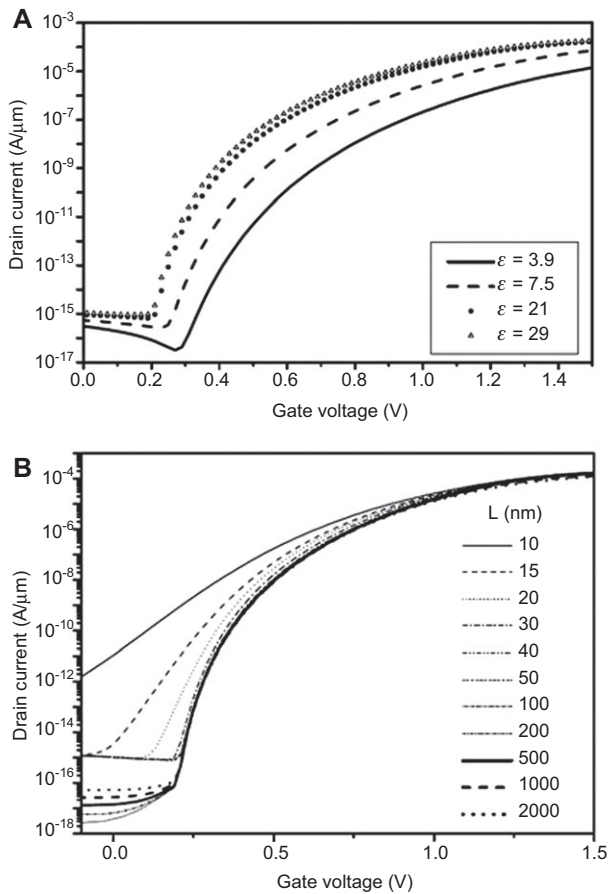 A
10⁻³
10⁻⁵
10⁻⁷
10⁻⁹
10⁻¹¹
10⁻¹³
10⁻¹⁵
10⁻¹⁷
Drain current (A/μm)
ε = 3.9
ε = 7.5
ε = 21
ε = 29
0.0 0.2 0.4 0.6 0.8 1.0 1.2 1.4
Gate voltage (V)
B
10⁻⁴
10⁻⁶
10⁻⁸
10⁻¹⁰
10⁻¹²
10⁻¹⁴
10⁻¹⁶
10⁻¹⁸
Drain current (A/μm)
L (nm)
10
15
20
30
40
50
100
200
500
1000
2000
0.0 0.5 1.0 1.5
Gate voltage (V)